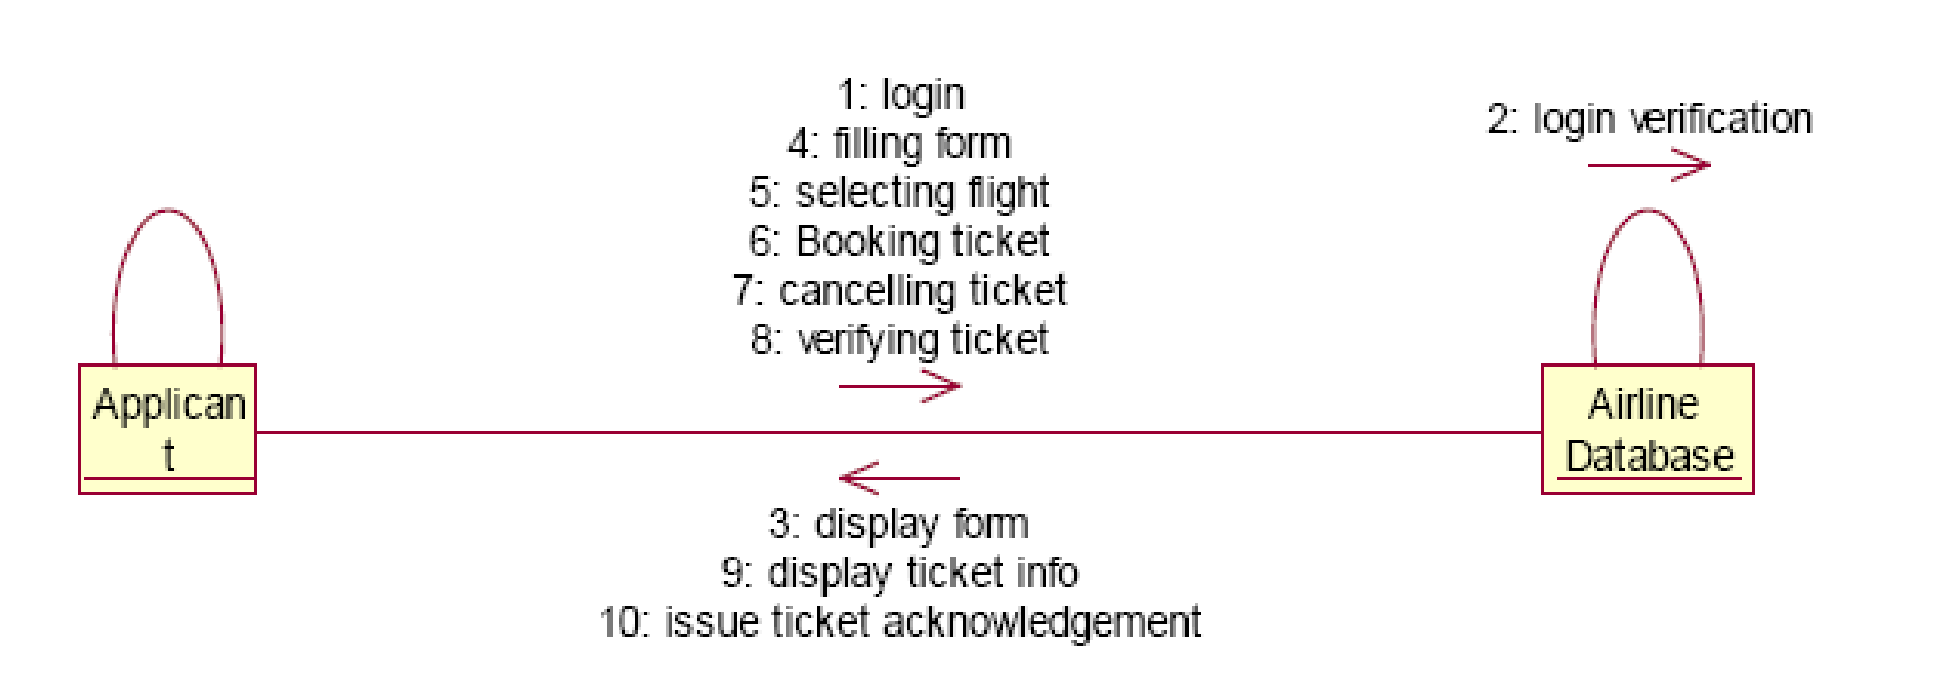 1: login
4: filling form
5: selecting flight
6: Booking ticket
7: cancelling ticket
8: verifying ticket
2: login verification
Applican
t
Airline
Database
3: display form
9: display ticket info
10: issue ticket acknowledgement